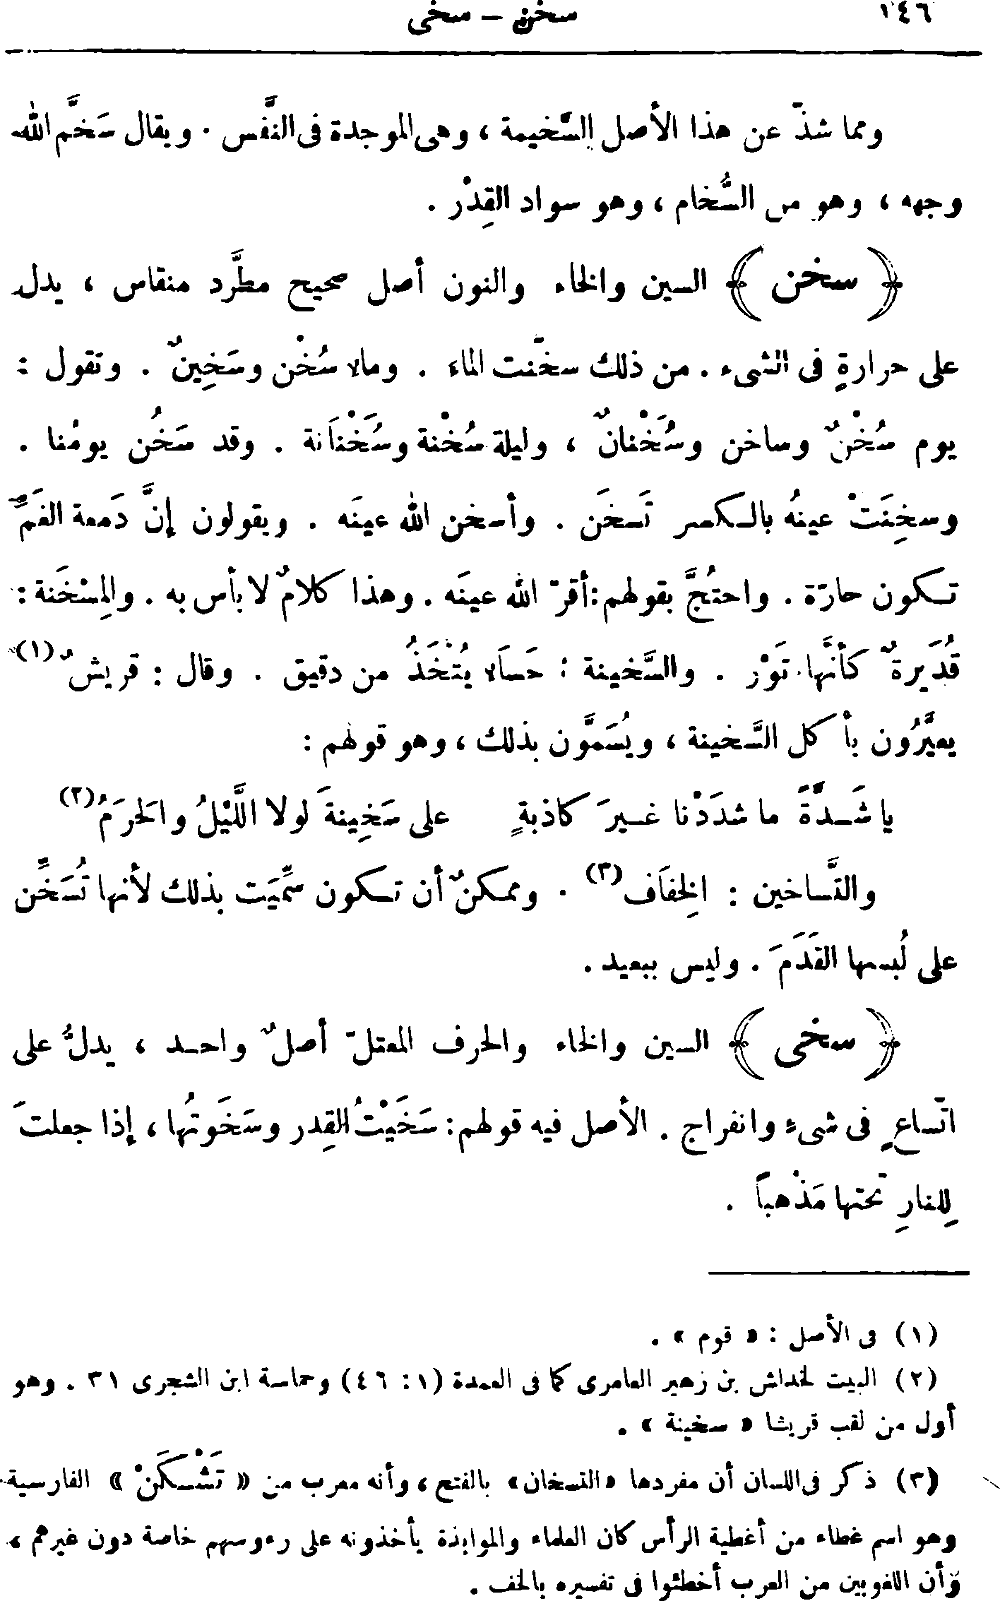 ١٤٦ سخن – سخى
ومما شذّ عن هذا الأصل السَّخيمة ، وهى الموجدة فى النَّفْس . ويقال سَخَّم الله
وجهه ، وهو من السُّخام ، وهو سواد القِدْر .
﴿ سخن ﴾ السين والخاء والنون أصل صحيح مطَّرد منقاس ، يدل
على حرارةٍ فى الشىء . من ذلك سخّنت الماء . وماءٌ سُخْن وسَخِينٌ . وتقول :
يوم سُخْنٌ وساخن وسُخْنانٌ ، وليلة سُخْنة وسُخْنَانة . وقد سَخُن يومُنا .
وسخِنَتْ عينُه بالكسر تَسخَن . وأسخن الله عينَه . ويقولون إنَّ دَمعة الغَمِّ
تكون حارّة . واحتُجَّ بقولهم: أقرّ الله عينَه . وهذا كلامٌ لا بأس به . والمِسْخَنة :
قُدَيرةٌ كأنَّها تَوْر . والسَّخينة : حَسَاء يُتْخَذُ من دقيق . وقال : قريشٌ (١)
يعيَّرُون بأكل السَّخينة ، ويُسَمَّون بذلك ، وهو قولهم :
يا شَدَّةً ما شدَدْنا غيرَ كاذبةٍ على سَخِينةَ لولا اللَّيْلُ والحَرَمُ (٢)
والتَّساخين : الخِفَاف (٣) . وممكنٌ أن تكون سمِّيَت بذلك لأنها تُسَخِّن
على لُبسها القَدَمَ . وليس ببعيد .
﴿ سخى ﴾ السين والخاء والحرف المعتلّ أصلٌ واحد ، يدلُّ على
اتّساعٍ فى شىءٍ وانفراج . الأصل فيه قولهم: سَخَيْتُ القِدر وسَخَوتُها ، إذا جعلتَ
لِلنارِ تحتها مَذْهباً .
(١) فى الأصل : « قوم » .
(٢) البيت لخداش بن زهير العامرى كما فى العمدة (١ : ٤٦) وحماسة ابن الشجرى ٣١ . وهو
أول من لقب قريشا « سخينة » .
(٣) ذكر فى اللسان أن مفردها «التسخان» بالفتح ، وأنه معرب من « تَشْكَنْ » الفارسية
وهو اسم غطاء من أغطية الرأس كان العلماء والموابذة يأخذونه على رءوسهم خاصة دون غيرهم ،
وأن اللغويين من العرب أخطئوا فى تفسيره بالخف .